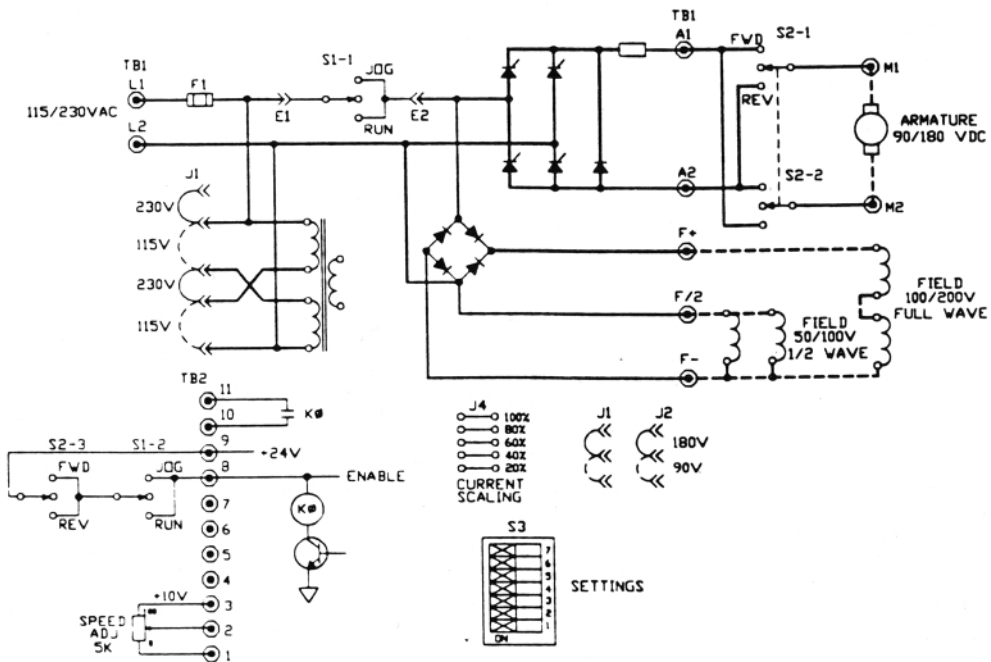 TB1
L1
F1
115/230VAC
L2
S1-1
JOG
E1
E2
RUN
TB1
A1
FWD
S2-1
M1
REV
ARMATURE
90/180 VDC
A2
S2-2
M2
J1
230V
115V
230V
115V
F+
F/2
F-
FIELD
50/100V
1/2 WAVE
FIELD
100/200V
FULL WAVE
TB2
11
10
KØ
9
+24V
8
ENABLE
KØ
7
6
5
4
3
2
1
S2-3
FWD
REV
S1-2
JOG
RUN
+10V
SPEED
ADJ
5K
J4
100%
80%
60%
40%
20%
CURRENT
SCALING
J1
J2
180V
90V
S3
7
6
5
4
3
2
1
ON
SETTINGS